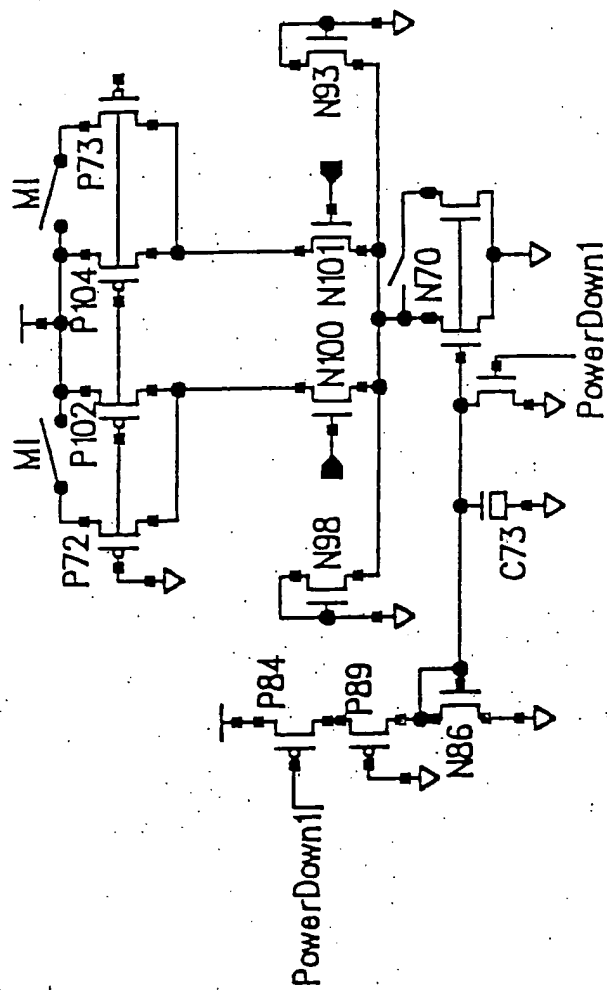 MI
MI
P72
P102
P104
P73
P84
PowerDown1
N98
N100
N101
N93
P89
N70
N86
C73
PowerDown1